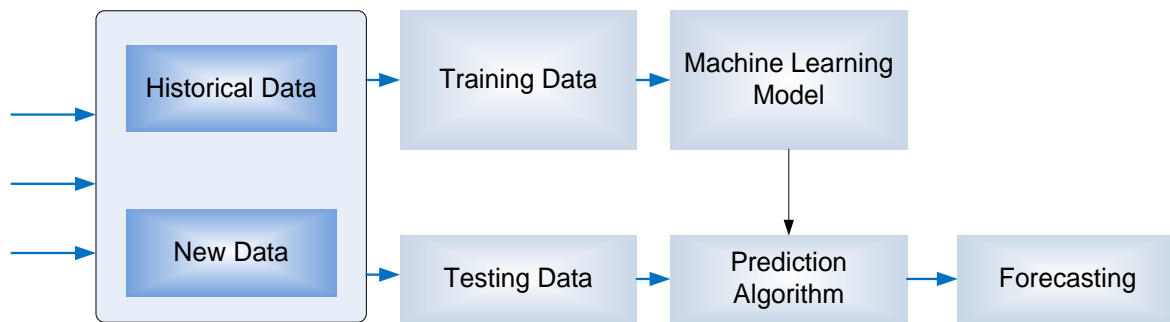 Historical Data
Training Data
Machine Learning
Model
New Data
Testing Data
Prediction
Algorithm
Forecasting